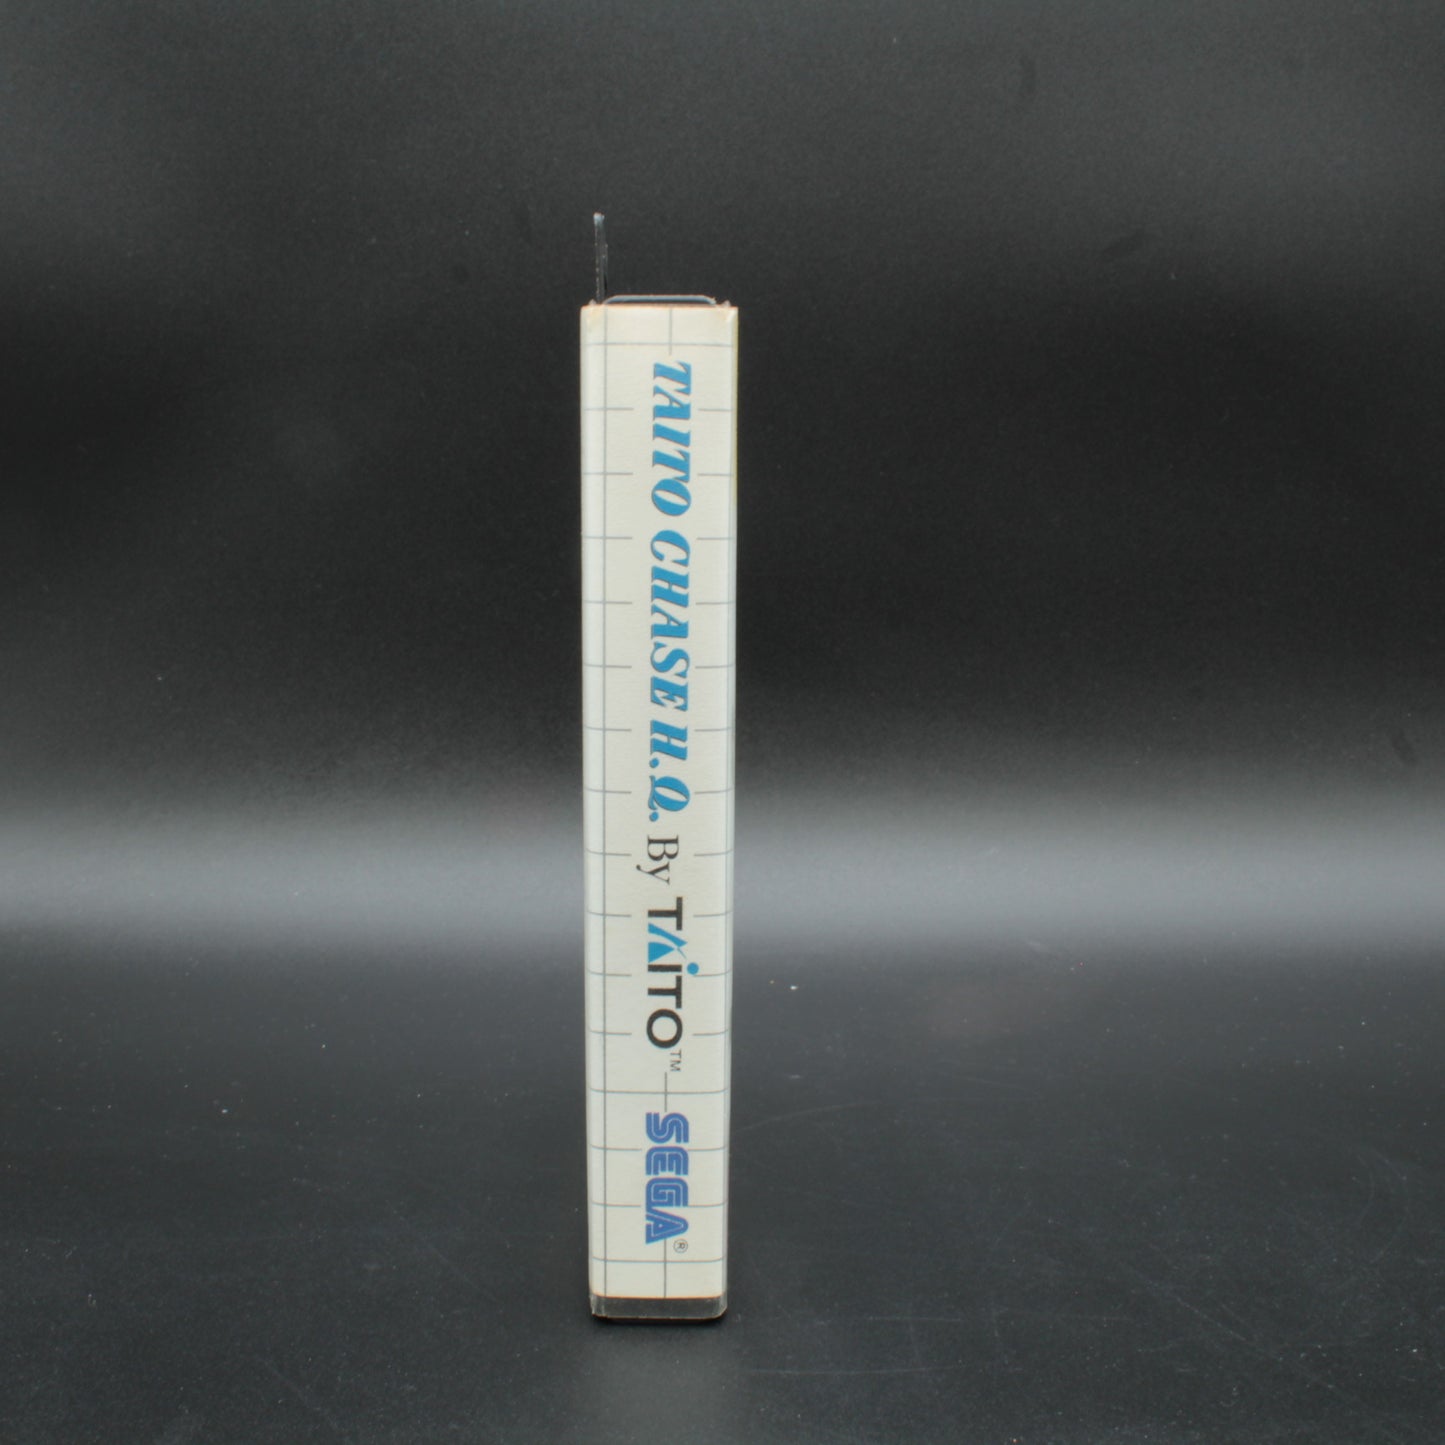 TAITO CHASE H.Q. By TAITO™ SEGA®